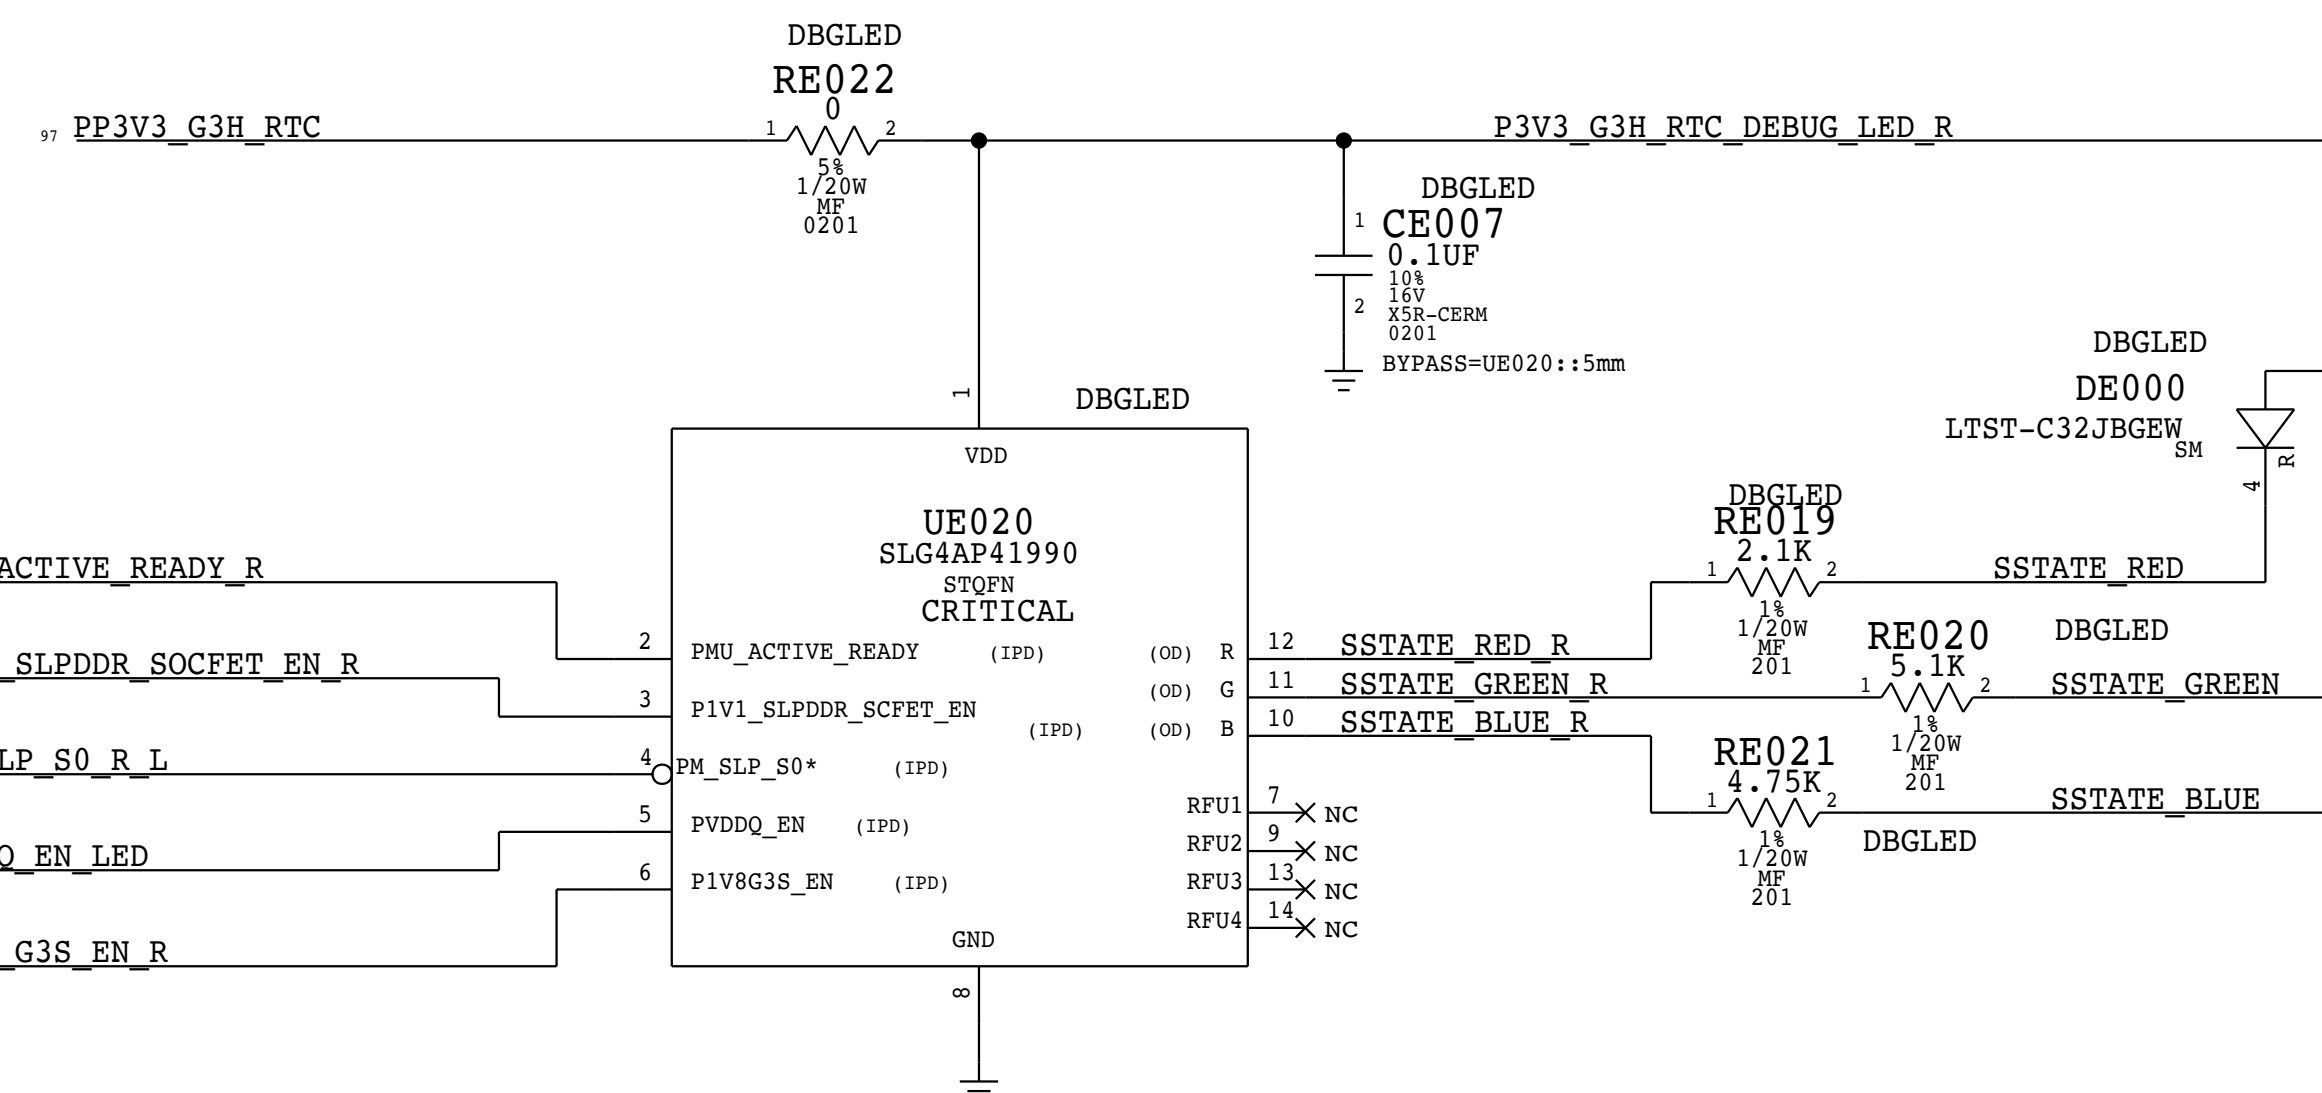 DBGLED
RE022
0
97 PP3V3_G3H_RTC
1
2
P3V3_G3H_RTC_DEBUG_LED_R
5%
1/20W
MF
0201
DBGLED
1
CE007
0.1UF
10%
16V
2
X5R-CERM
0201
BYPASS=UE020::5mm
DBGLED
DE000
LTST-C32JBGEW
SM
R
4
1
DBGLED
VDD
UE020
SLG4AP41990
STQFN
CRITICAL
DBGLED
RE019
2.1K
1
2
SSTATE_RED
1%
1/20W
MF
201
ACTIVE_READY_R
2
PMU_ACTIVE_READY
(IPD)
(OD)
R
12
SSTATE_RED_R
RE020
DBGLED
5.1K
_SLPDDR_SOCFET_EN_R
3
P1V1_SLPDDR_SCFET_EN
(IPD)
(OD)
G
11
SSTATE_GREEN_R
1
2
SSTATE_GREEN
1%
1/20W
MF
201
(OD)
B
10
SSTATE_BLUE_R
LP_S0_R_L
4
PM_SLP_S0*
(IPD)
RE021
4.75K
1
2
SSTATE_BLUE
1%
1/20W
MF
201
DBGLED
5
PVDDQ_EN
(IPD)
RFU1
7
NC
RFU2
9
NC
Q_EN_LED
6
P1V8G3S_EN
(IPD)
RFU3
13
NC
RFU4
14
NC
_G3S_EN_R
GND
8